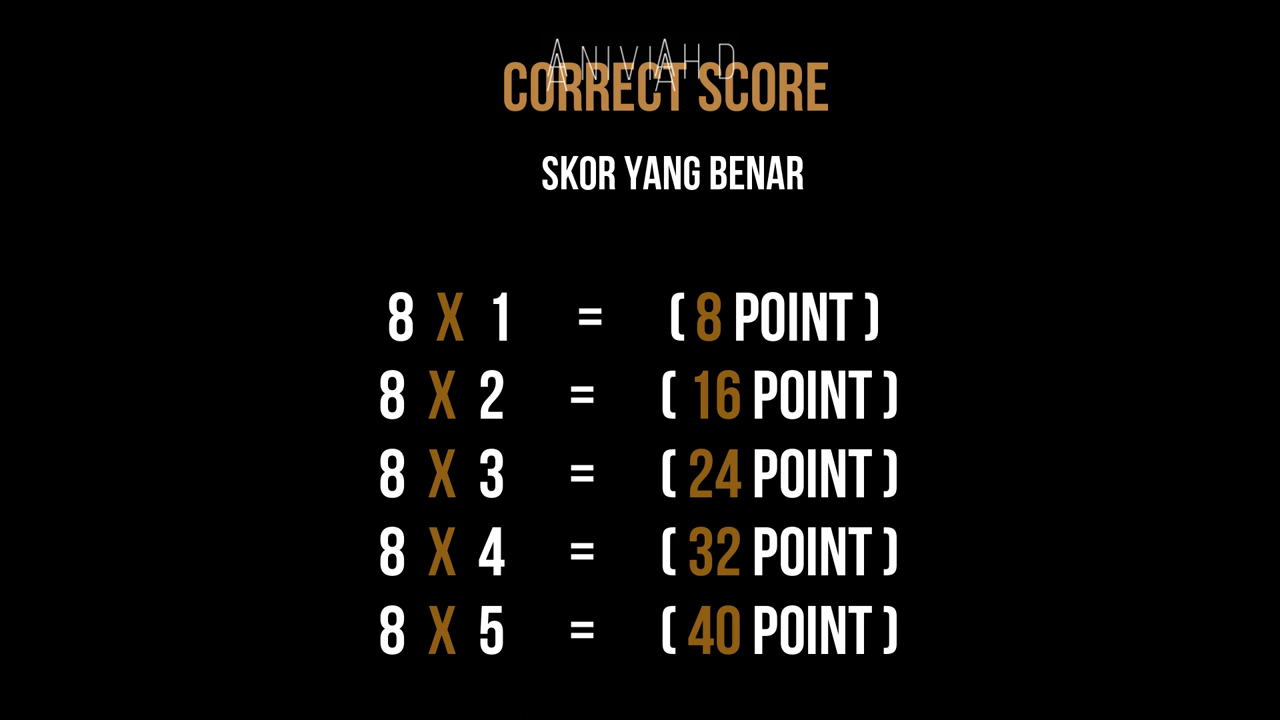 CORRECT SCORE
SKOR YANG BENAR
8 X 1 = ( 8 POINT )
8 X 2 = ( 16 POINT )
8 X 3 = ( 24 POINT )
8 X 4 = ( 32 POINT )
8 X 5 = ( 40 POINT )